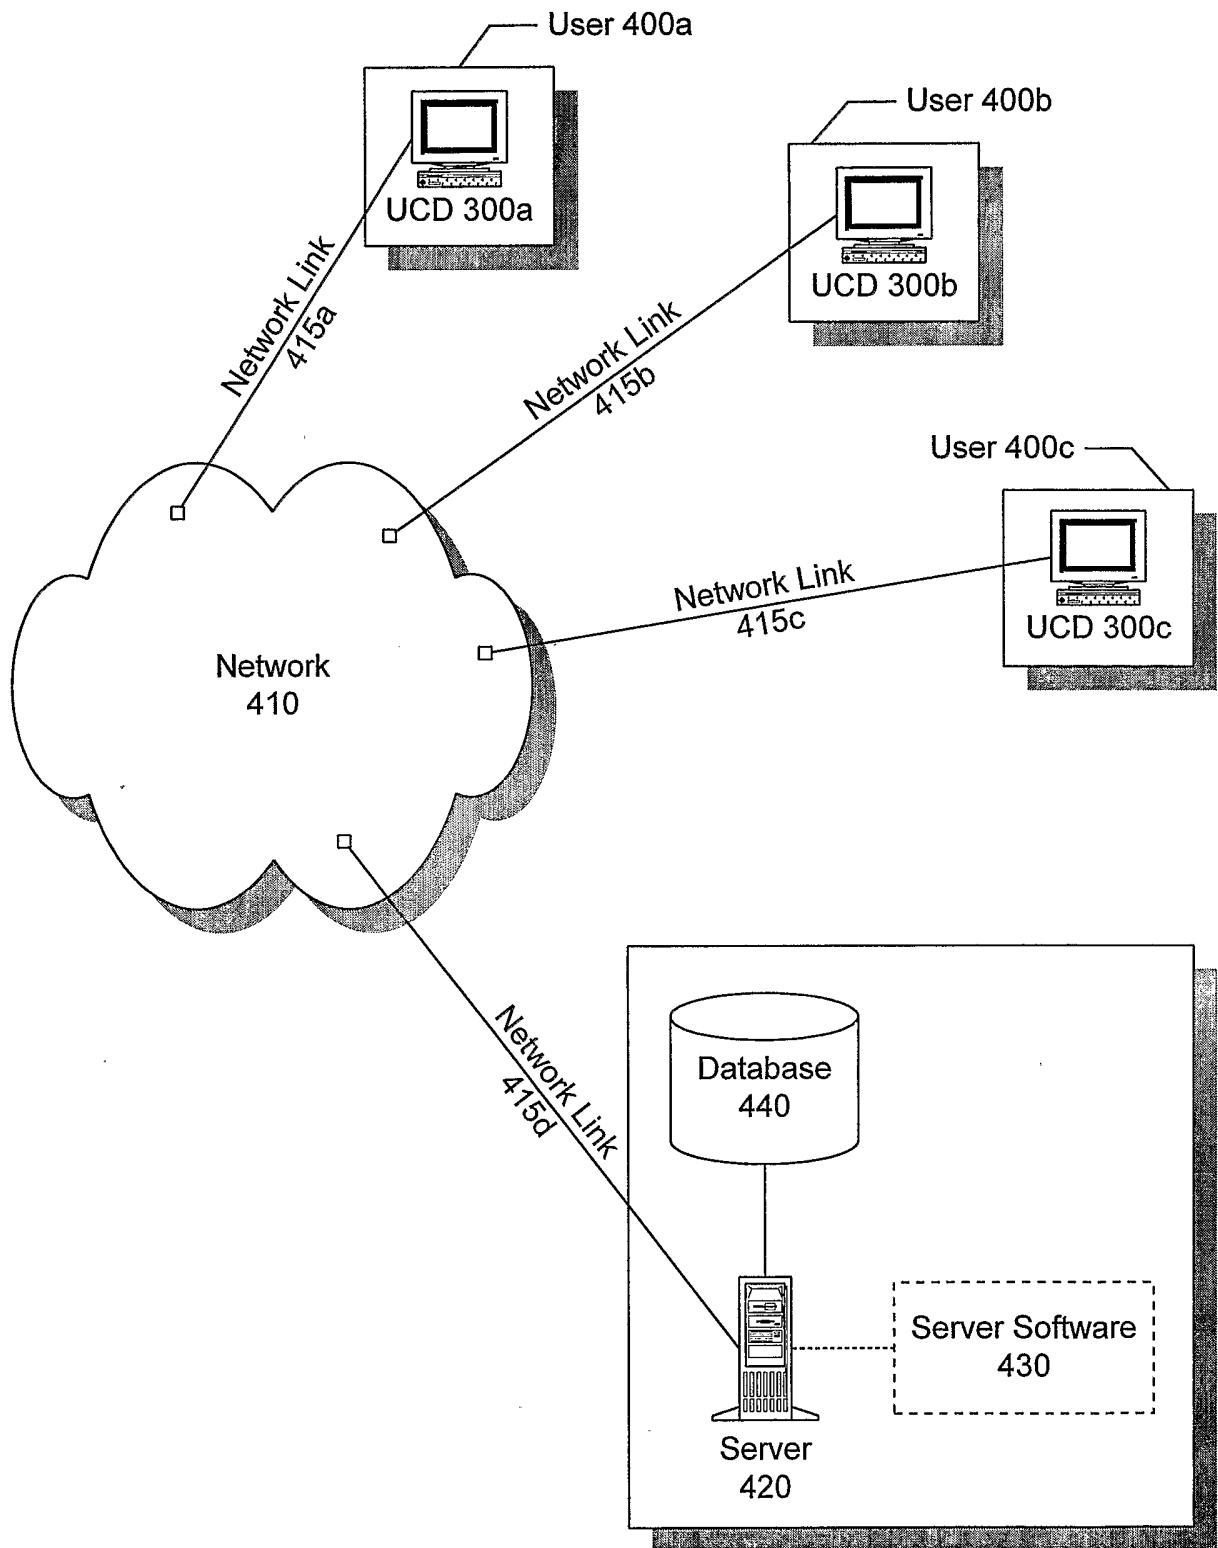 User 400a
UCD 300a
User 400b
UCD 300b
Network Link
415a
Network Link
415b
User 400c
UCD 300c
Network Link
415c
Network
410
Network Link
415d
Database
440
Server Software
430
Server
420